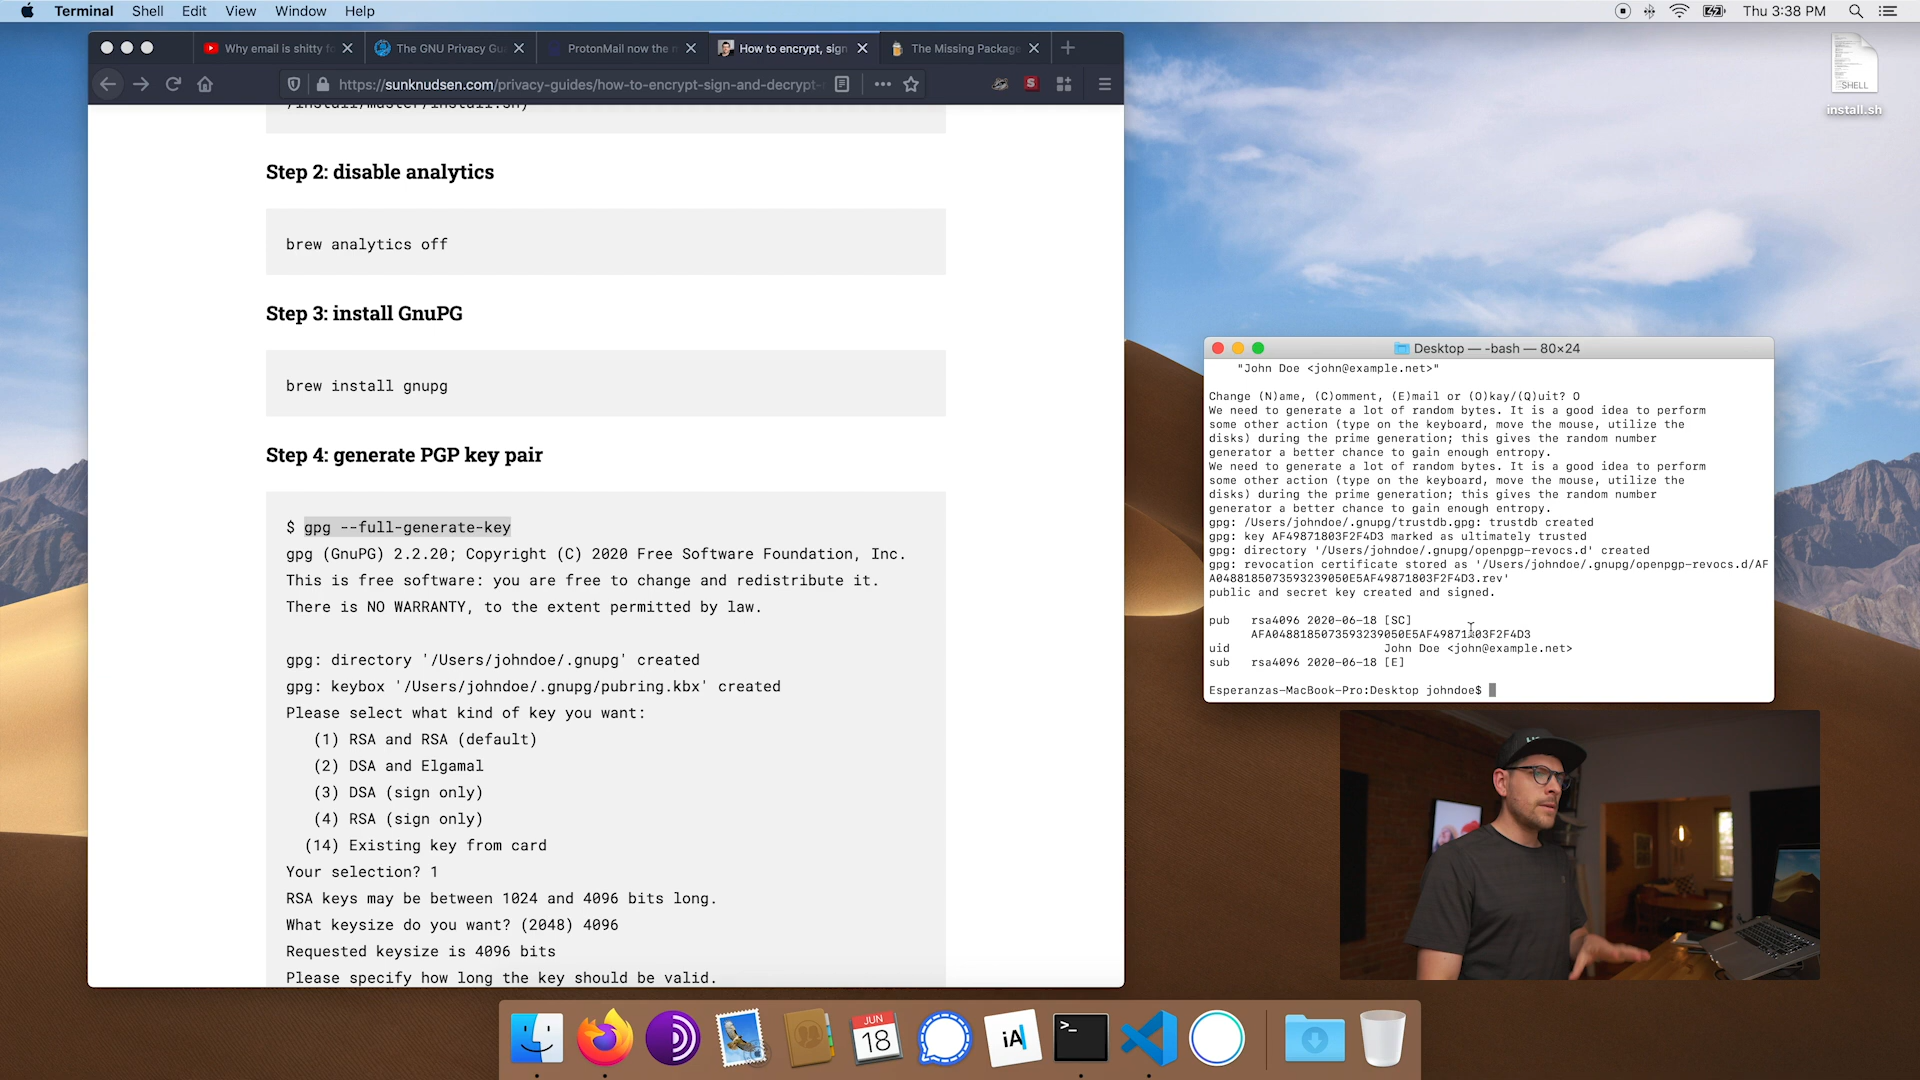 Terminal Shell Edit View Window Help
Thu 3:38 PM
Why email is shitty fo
The GNU Privacy Gu
ProtonMail now the m
How to encrypt, sign
The Missing Package
https://sunknudsen.com/privacy-guides/how-to-encrypt-sign-and-decrypt-
S
/install/master/install.sh)
Step 2: disable analytics
brew analytics off
Step 3: install GnuPG
brew install gnupg
Step 4: generate PGP key pair
$ gpg --full-generate-key
gpg (GnuPG) 2.2.20; Copyright (C) 2020 Free Software Foundation, Inc.
This is free software: you are free to change and redistribute it.
There is NO WARRANTY, to the extent permitted by law.
gpg: directory '/Users/johndoe/.gnupg' created
gpg: keybox '/Users/johndoe/.gnupg/pubring.kbx' created
Please select what kind of key you want:
(1) RSA and RSA (default)
(2) DSA and Elgamal
(3) DSA (sign only)
(4) RSA (sign only)
(14) Existing key from card
Your selection? 1
RSA keys may be between 1024 and 4096 bits long.
What keysize do you want? (2048) 4096
Requested keysize is 4096 bits
Please specify how long the key should be valid.
SHELL
install.sh
Desktop — -bash — 80×24
"John Doe <john@example.net>"
Change (N)ame, (C)omment, (E)mail or (O)kay/(Q)uit? O
We need to generate a lot of random bytes. It is a good idea to perform
some other action (type on the keyboard, move the mouse, utilize the
disks) during the prime generation; this gives the random number
generator a better chance to gain enough entropy.
We need to generate a lot of random bytes. It is a good idea to perform
some other action (type on the keyboard, move the mouse, utilize the
disks) during the prime generation; this gives the random number
generator a better chance to gain enough entropy.
gpg: /Users/johndoe/.gnupg/trustdb.gpg: trustdb created
gpg: key AF49871803F2F4D3 marked as ultimately trusted
gpg: directory '/Users/johndoe/.gnupg/openpgp-revocs.d' created
gpg: revocation certificate stored as '/Users/johndoe/.gnupg/openpgp-revocs.d/AF
A0488185073593239050E5AF49871803F2F4D3.rev'
public and secret key created and signed.
pub rsa4096 2020-06-18 [SC]
AFA0488185073593239050E5AF49871803F2F4D3
uid John Doe <john@example.net>
sub rsa4096 2020-06-18 [E]
Esperanzas-MacBook-Pro:Desktop johndoe$
JUN
18
iA
>_